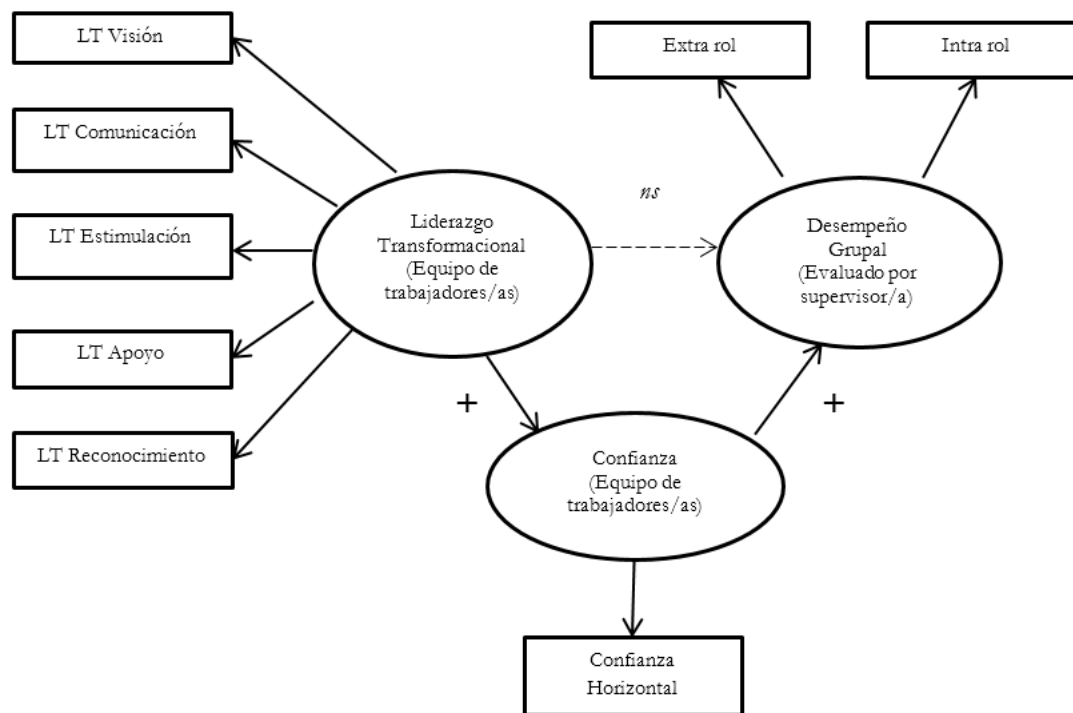 LT Visión
LT Comunicación
LT Estimulación
LT Apoyo
LT Reconocimiento
Liderazgo
Transformacional
(Equipo de
trabajadores/as)
ns
Extra rol
Intra rol
Desempeño
Grupal
(Evaluado por
supervisor/a)
+
+
Confianza
(Equipo de
trabajadores/as)
Confianza
Horizontal